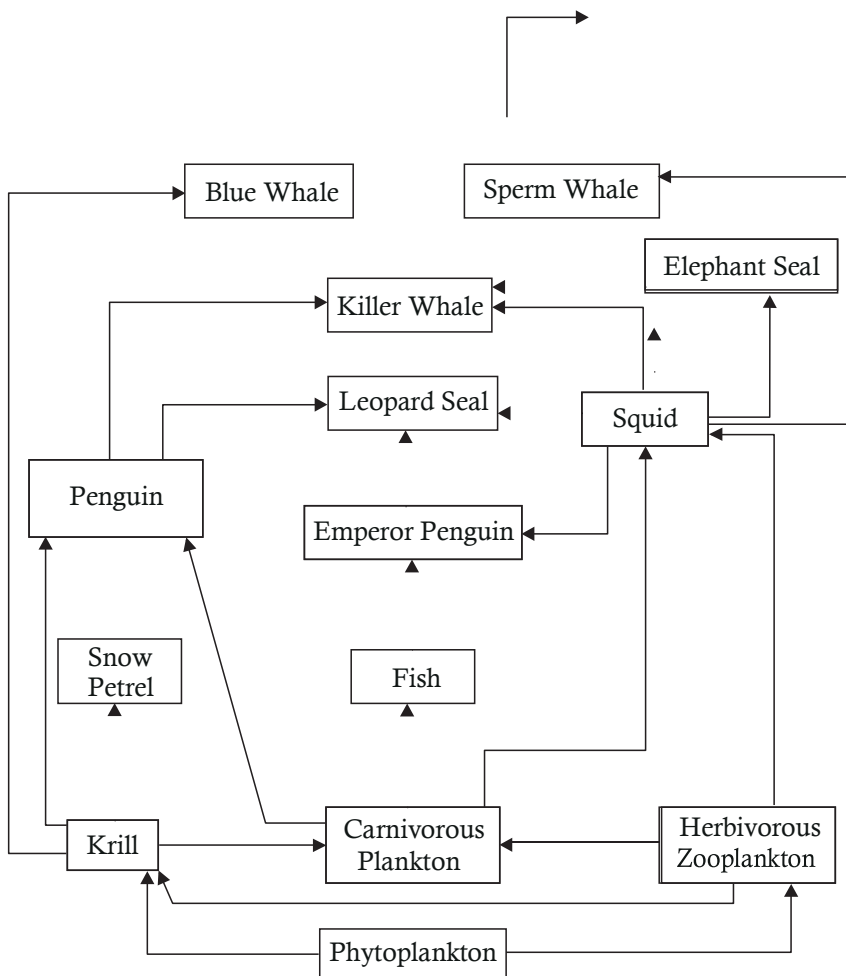 Blue Whale
Sperm Whale
Elephant Seal
Killer Whale
Leopard Seal
Squid
Penguin
Emperor Penguin
Snow
Petrel
Fish
Krill
Carnivorous
Plankton
Herbivorous
Zooplankton
Phytoplankton